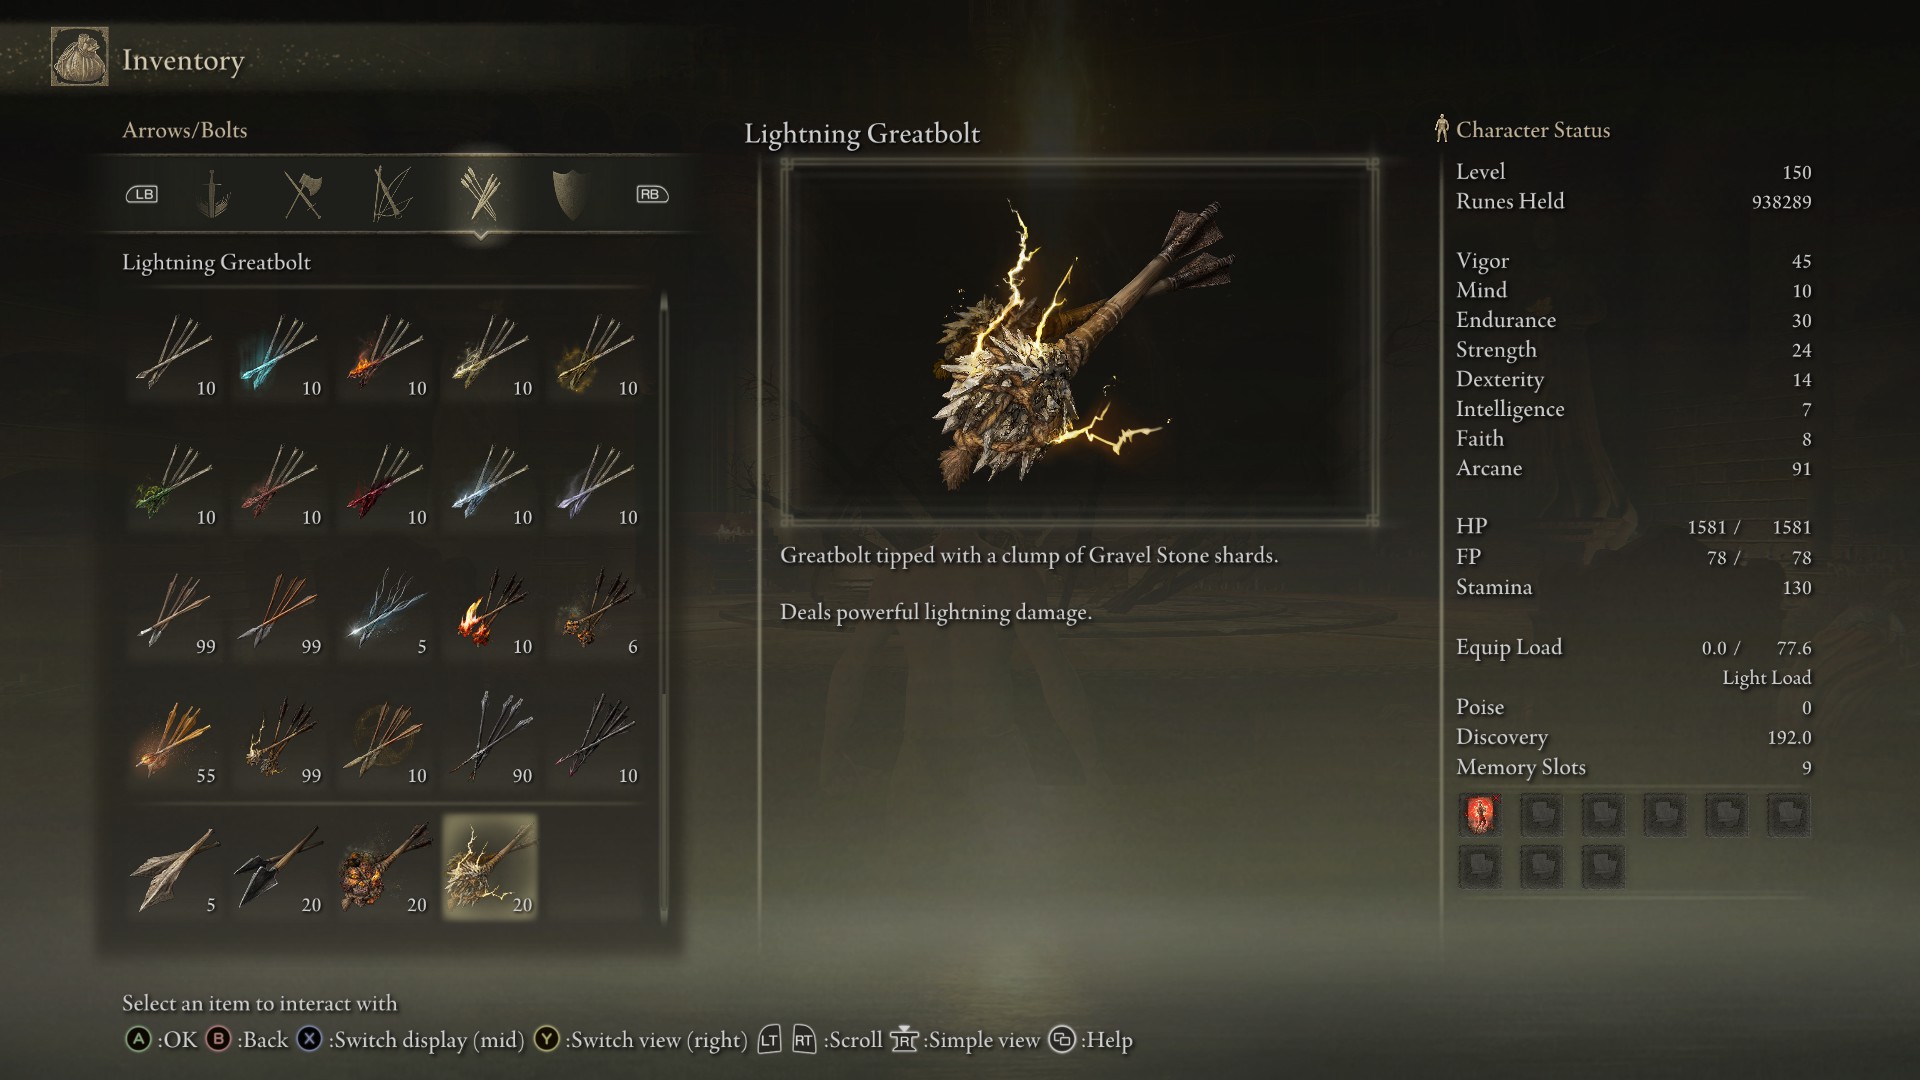 Inventory
Arrows/Bolts
LB
RB
Lightning Greatbolt
10 10 10 10 10
10 10 10 10 10
99 99 5 10 6
55 99 10 90 10
5 20 20 20
Lightning Greatbolt
Greatbolt tipped with a clump of Gravel Stone shards.
Deals powerful lightning damage.
Character Status
Level 150
Runes Held 938289
Vigor 45
Mind 10
Endurance 30
Strength 24
Dexterity 14
Intelligence 7
Faith 8
Arcane 91
HP 1581 / 1581
FP 78 / 78
Stamina 130
Equip Load 0.0 / 77.6
Light Load
Poise 0
Discovery 192.0
Memory Slots 9
Select an item to interact with
A :OK B :Back X :Switch display (mid) Y :Switch view (right) LT RT :Scroll R :Simple view :Help